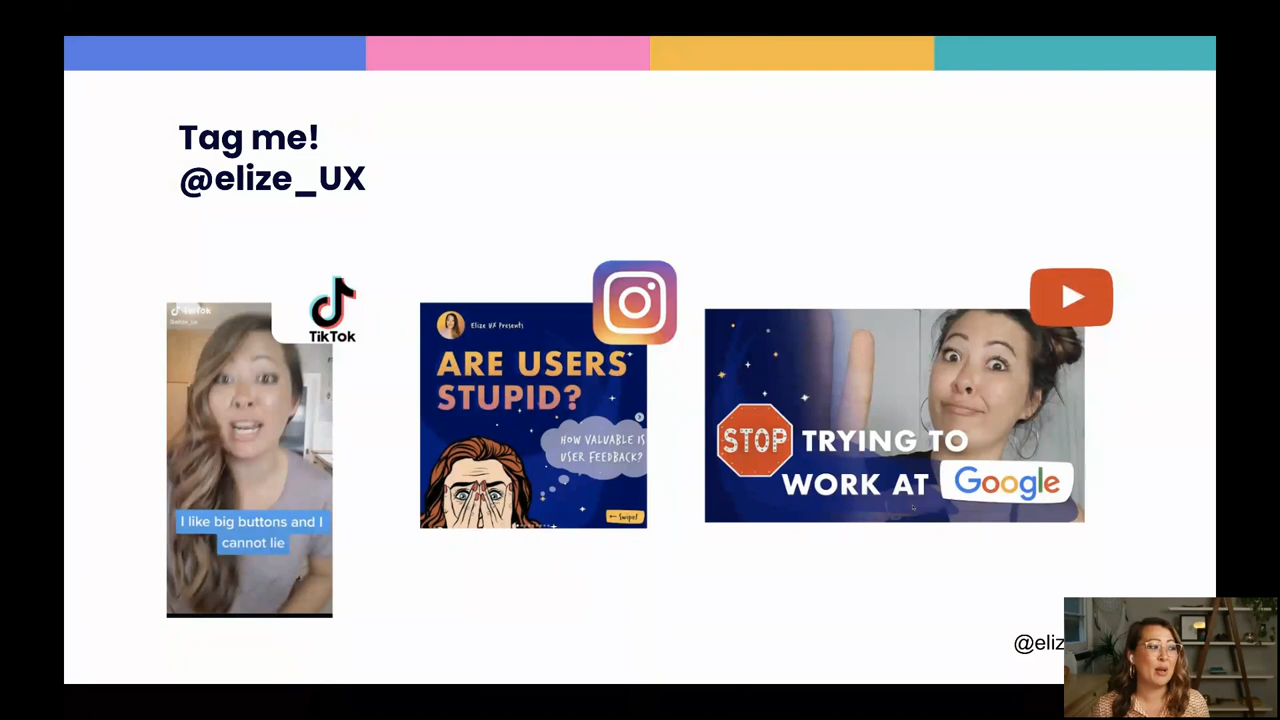 Tag me!
@elize_UX
TikTok
TikTok
I like big buttons and I
cannot lie
Elize UX Presents
ARE USERS
STUPID?
HOW VALUABLE IS
USER FEEDBACK?
← Swipe!
STOP TRYING TO
WORK AT Google
@eliz